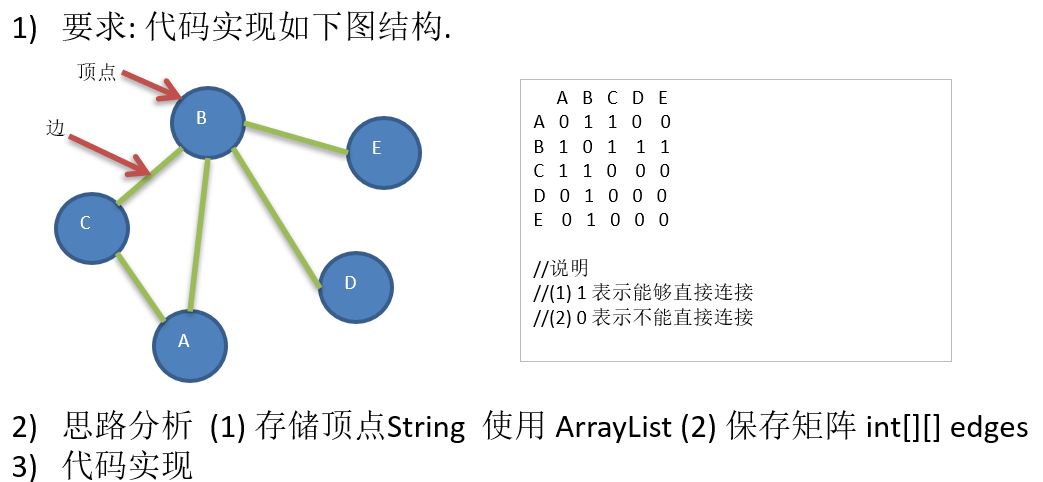 1) 要求: 代码实现如下图结构.
顶点
边
B
E
C
D
A
A B C D E
A 0 1 1 0 0
B 1 0 1 1 1
C 1 1 0 0 0
D 0 1 0 0 0
E 0 1 0 0 0
//说明
//(1) 1 表示能够直接连接
//(2) 0 表示不能直接连接
2) 思路分析 (1) 存储顶点String 使用 ArrayList (2) 保存矩阵 int[][] edges
3) 代码实现